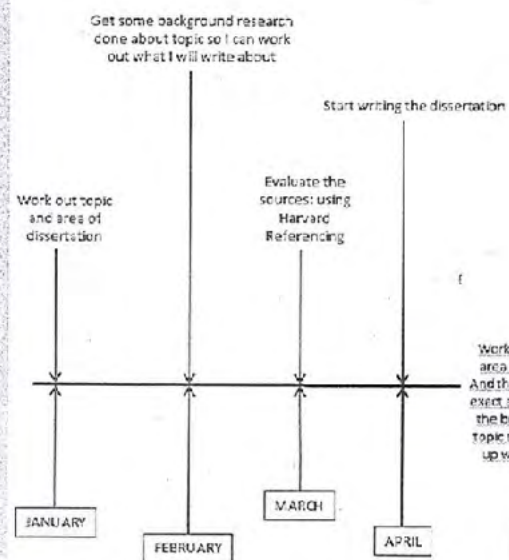 Get some background research
done about topic so I can work
out what I will write about
Start writing the dissertation
Evaluate the
sources: using
Harvard
Referencing
Work out topic
and area of
dissertation
Work
area
And th
exect
the b
topic
up w
JANUARY
FEBRUARY
MARCH
APRIL